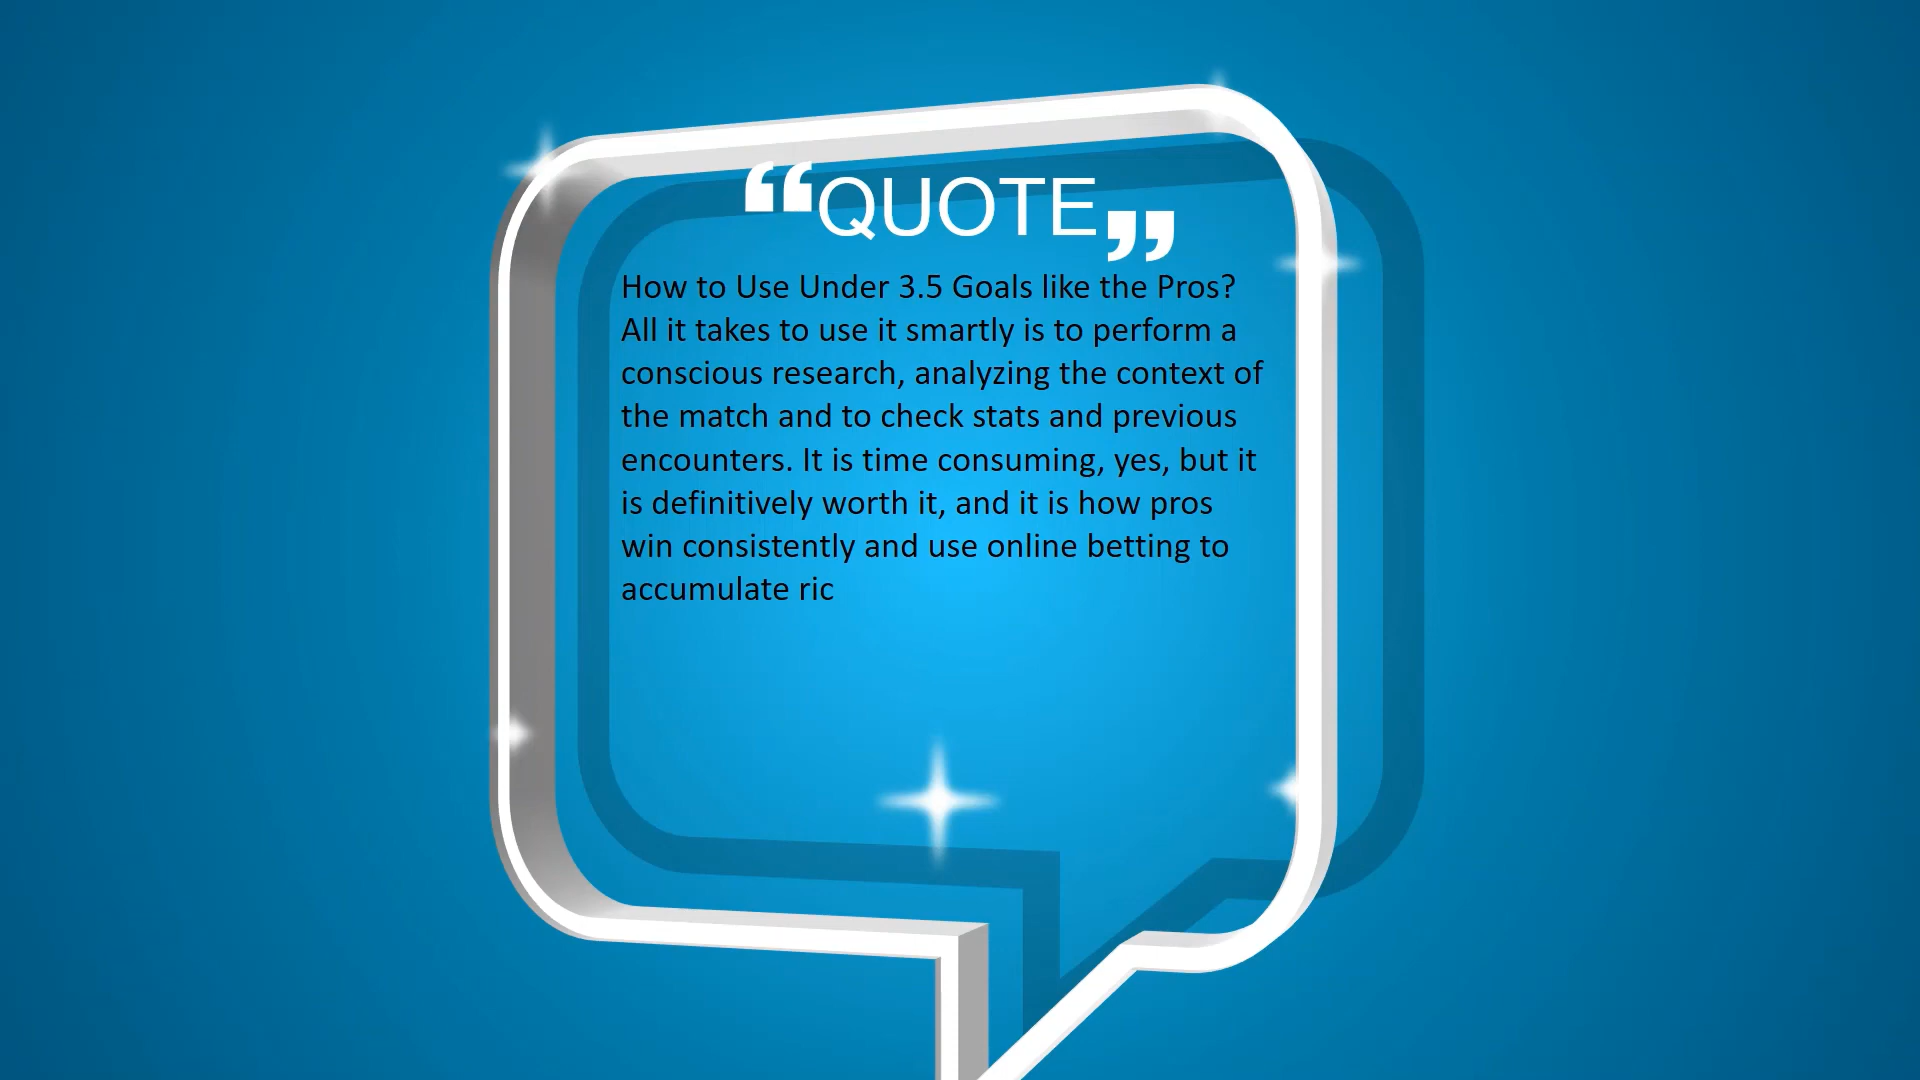 “QUOTE”
How to Use Under 3.5 Goals like the Pros?
All it takes to use it smartly is to perform a
conscious research, analyzing the context of
the match and to check stats and previous
encounters. It is time consuming, yes, but it
is definitively worth it, and it is how pros
win consistently and use online betting to
accumulate ric